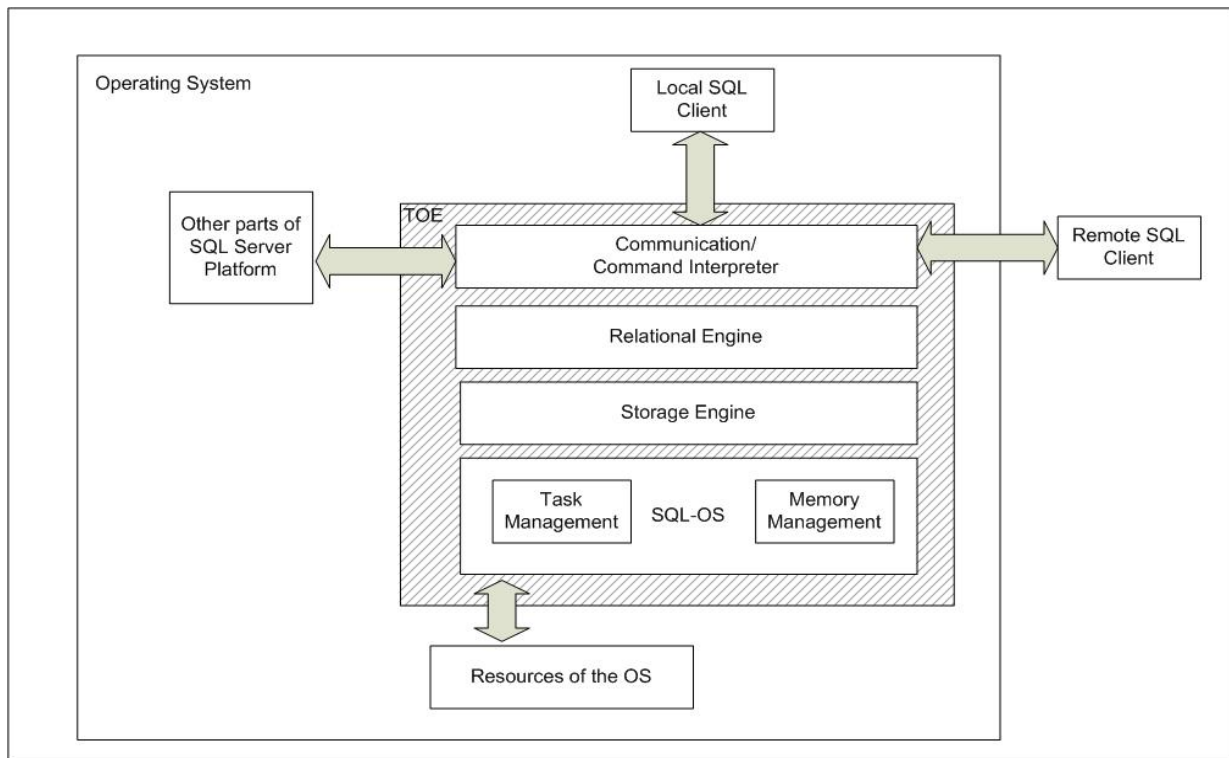 Operating System
Local SQL
Client
Other parts of
SQL Server
Platform
TOE
Communication/
Command Interpreter
Remote SQL
Client
Relational Engine
Storage Engine
Task
Management
SQL-OS
Memory
Management
Resources of the OS